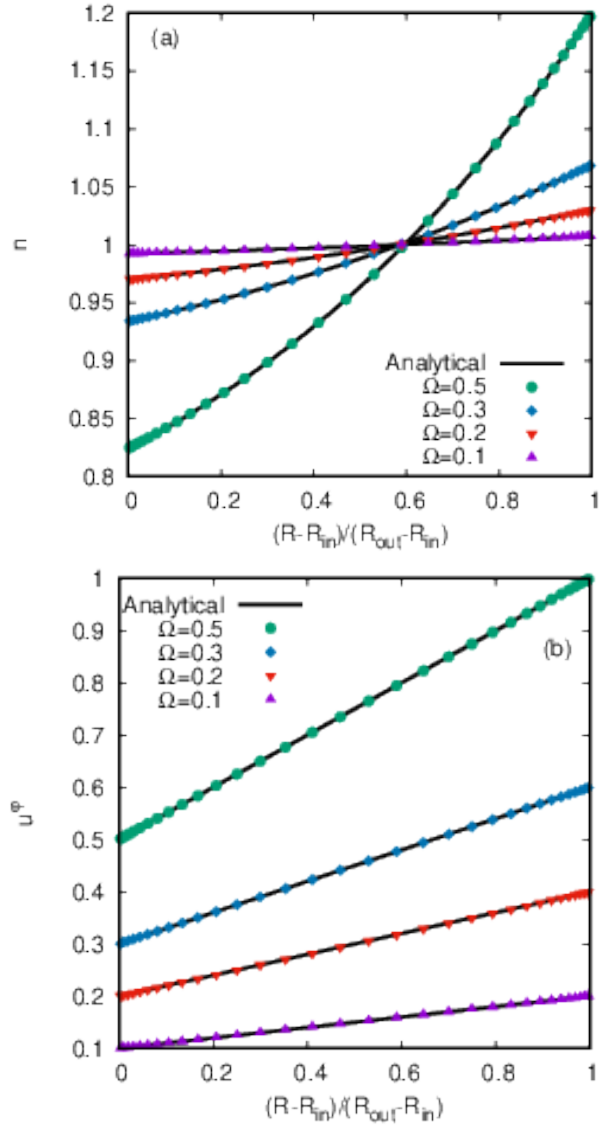 (a)
1.2
1.15
1.1
1.05
1
0.95
0.9
0.85
0.8
n
Analytical
Ω=0.5
Ω=0.3
Ω=0.2
Ω=0.1
0 0.2 0.4 0.6 0.8 1
(R-R_in)/(R_out-R_in)
1
0.9
0.8
0.7
0.6
0.5
0.4
0.3
0.2
0.1
u^φ
Analytical
Ω=0.5
Ω=0.3
Ω=0.2
Ω=0.1
(b)
0 0.2 0.4 0.6 0.8 1
(R-R_in)/(R_out-R_in)